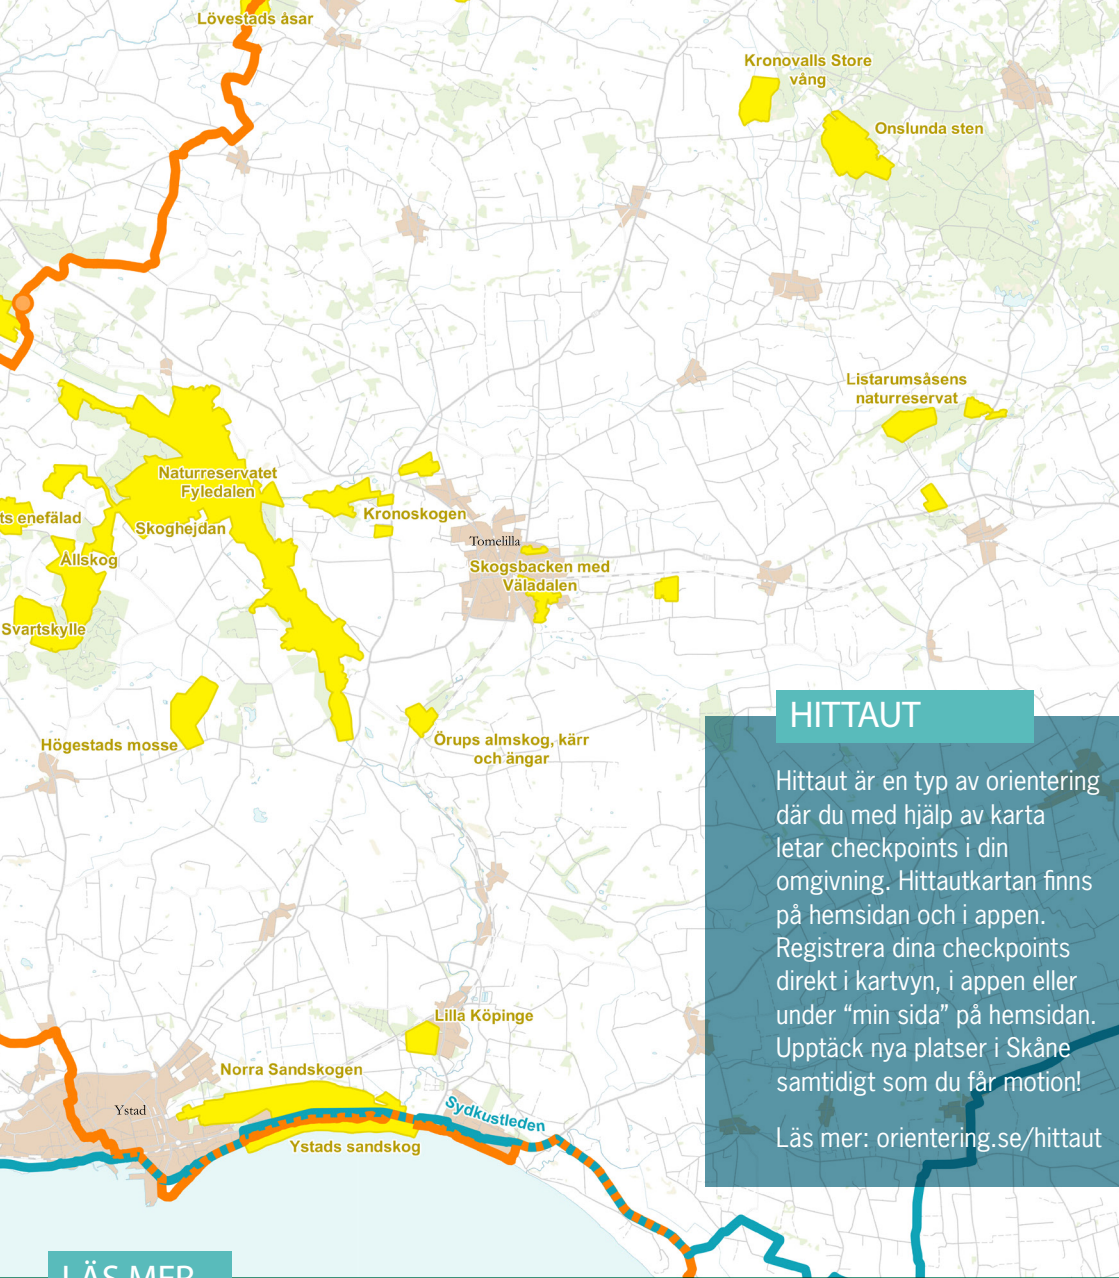 Lövestads åsar
Kronovalls Store
vång
Onslunda sten
Listarumsåsens
naturreservat
Naturreservatet
Fyledalen
ts enefälad
Skoghejdan
Kronoskogen
Tomelilla
Allskog
Skogsbacken med
Väladalen
Svartskylle
Högestads mosse
Örups almskog, kärr
och ängar
Lilla Köpinge
Norra Sandskogen
Ystad
Sydkustleden
Ystads sandskog
HITTAUT
Hittaut är en typ av orientering
där du med hjälp av karta
letar checkpoints i din
omgivning. Hittautkartan finns
på hemsidan och i appen.
Registrera dina checkpoints
direkt i kartvyn, i appen eller
under “min sida” på hemsidan.
Upptäck nya platser i Skåne
samtidigt som du får motion!
Läs mer: orientering.se/hittaut
LÄS MER